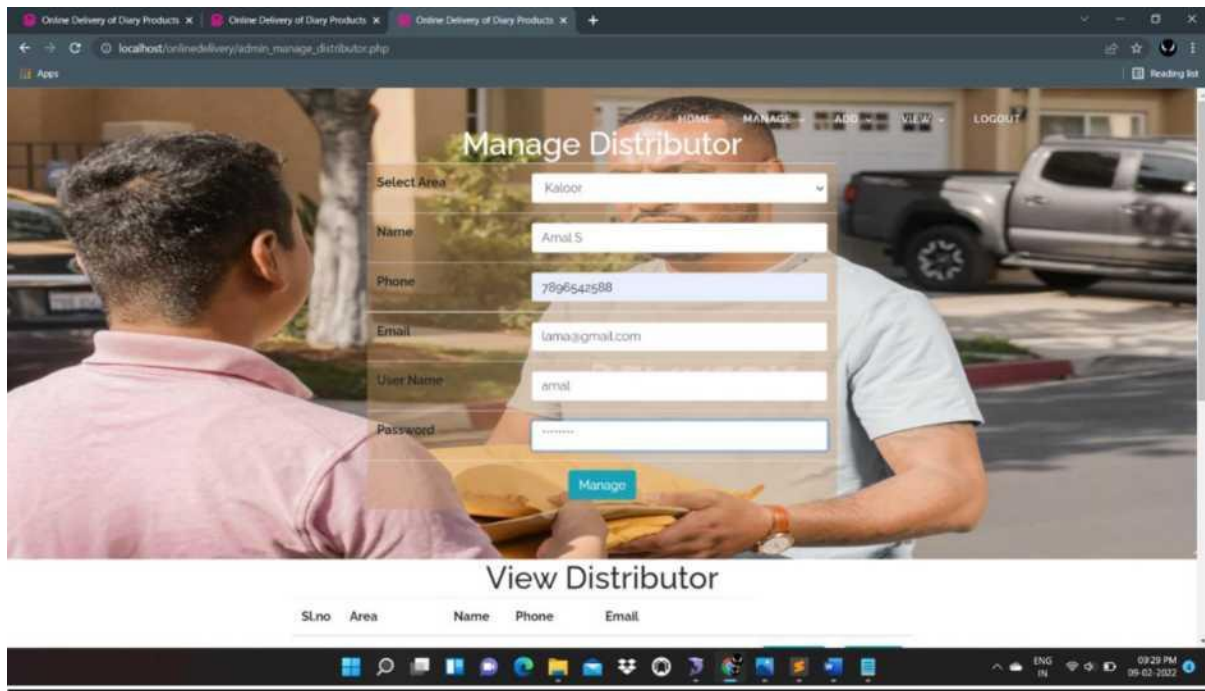 Online Delivery of Diary Products Online Delivery of Diary Products Online Delivery of Diary Products
localhost/onlinedelivery/admin_manage_distributor.php
Apps Reading list
HOME MANAGE ADD VIEW LOGOUT
Manage Distributor
Select Area Kaloor
Name Amal S
Phone 7896542588
Email lama@gmail.com
User Name amal
Password ········
Manage
View Distributor
Sl.no Area Name Phone Email
ENG 09:29 PM
IN 09-02-2022